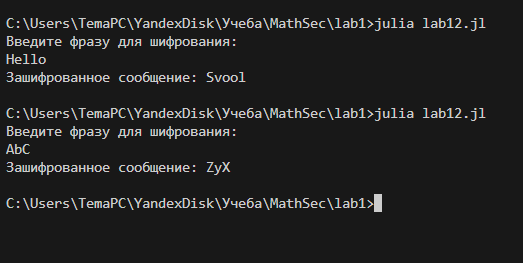 C:\Users\TemaPC\YandexDisk\Учеба\MathSec\lab1>julia lab12.jl
Введите фразу для шифрования:
Hello
Зашифрованное сообщение: Svool
C:\Users\TemaPC\YandexDisk\Учеба\MathSec\lab1>julia lab12.jl
Введите фразу для шифрования:
AbC
Зашифрованное сообщение: ZyX
C:\Users\TemaPC\YandexDisk\Учеба\MathSec\lab1>